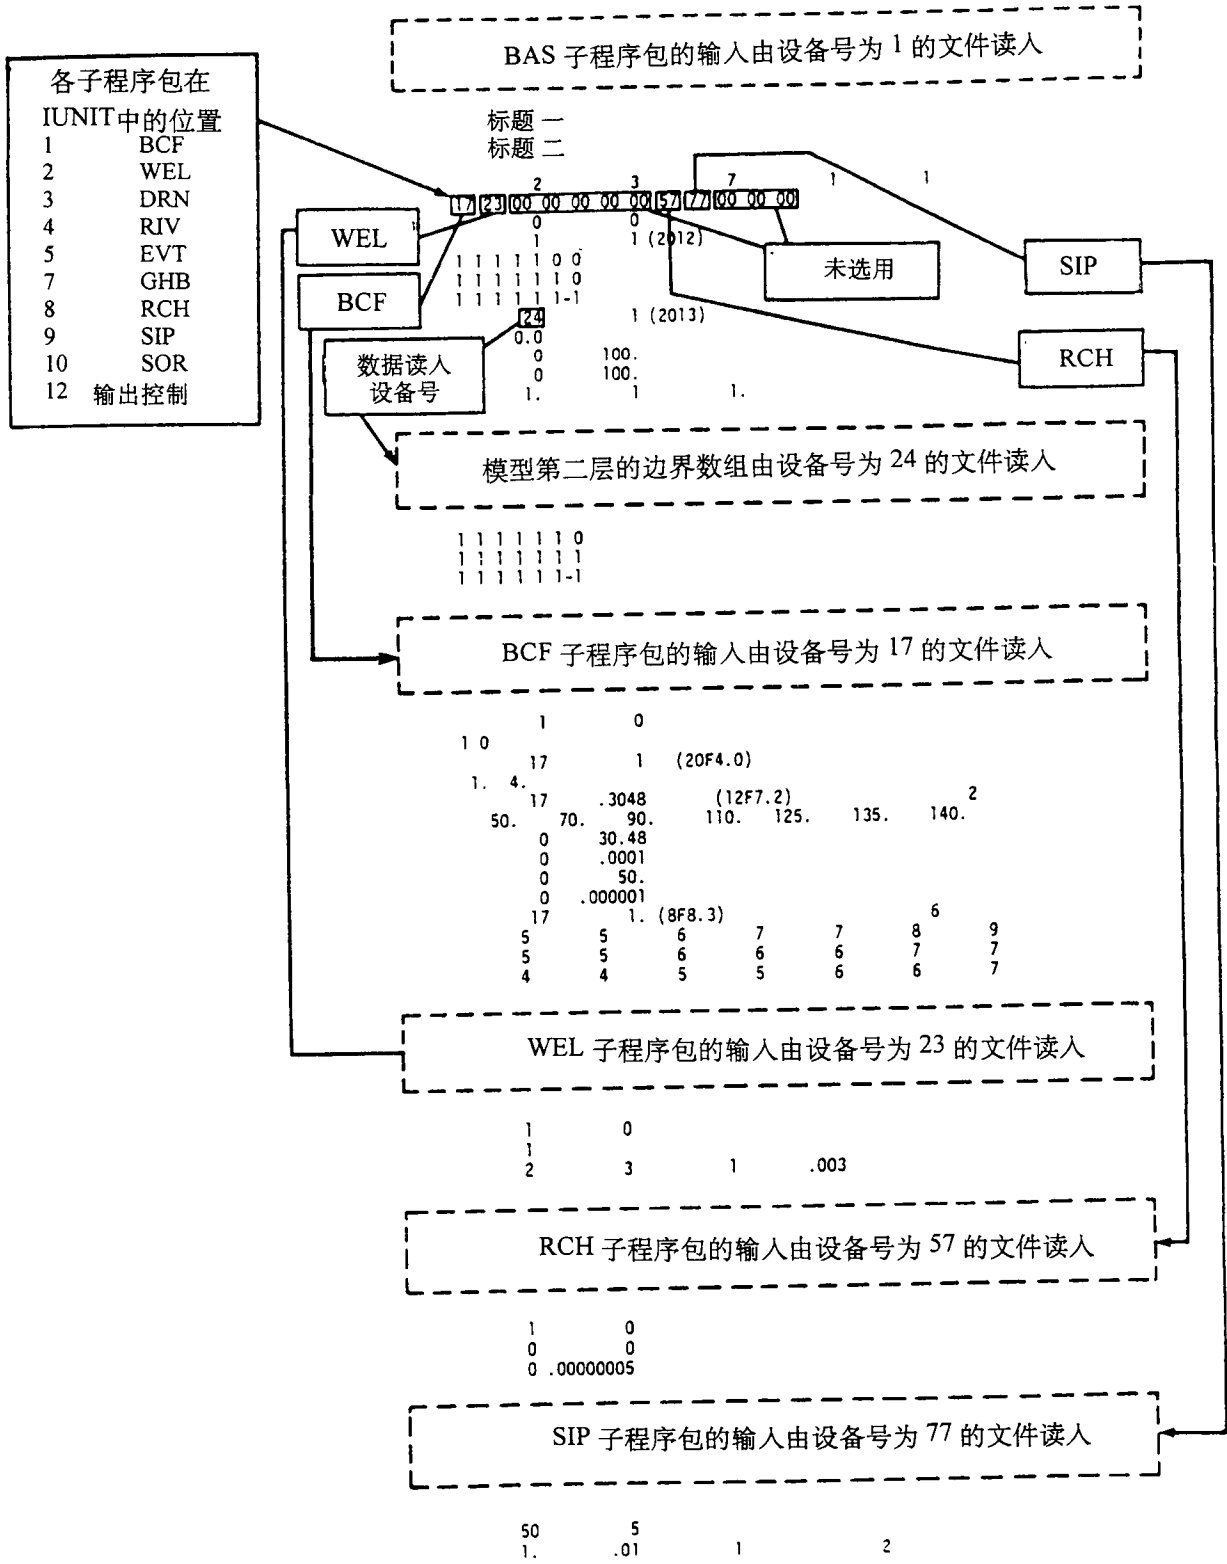 BAS 子程序包的输入由设备号为 1 的文件读入
各子程序包在
IUNIT 中的位置
1 BCF
2 WEL
3 DRN
4 RIV
5 EVT
7 GHB
8 RCH
9 SIP
10 SOR
12 输出控制
标题 一
标题 二
2 3 7 1 1
17 23 00 00 00 00 00 57 77 00 00 00
0 0
1 1 (2012)
1 1 1 1 1 0 0
1 1 1 1 1 1 0
1 1 1 1 1 1-1
24 1 (2013)
0.0
0 100.
0 100.
1. 1 1.
WEL
BCF
数据读入
设备号
未选用
SIP
RCH
模型第二层的边界数组由设备号为 24 的文件读入
1 1 1 1 1 1 0
1 1 1 1 1 1 1
1 1 1 1 1 1-1
BCF 子程序包的输入由设备号为 17 的文件读入
1 0
1 0
17 1 (20F4.0)
1. 4.
17 .3048 (12F7.2) 2
50. 70. 90. 110. 125. 135. 140.
0 30.48
0 .0001
0 50.
0 .000001
17 1. (8F8.3) 6
5 5 6 7 7 8 9
5 5 6 6 6 7 7
4 4 5 5 6 6 7
WEL 子程序包的输入由设备号为 23 的文件读入
1 0
1
2 3 1 .003
RCH 子程序包的输入由设备号为 57 的文件读入
1 0
0 0
0 .00000005
SIP 子程序包的输入由设备号为 77 的文件读入
50 5
1. .01 1 2